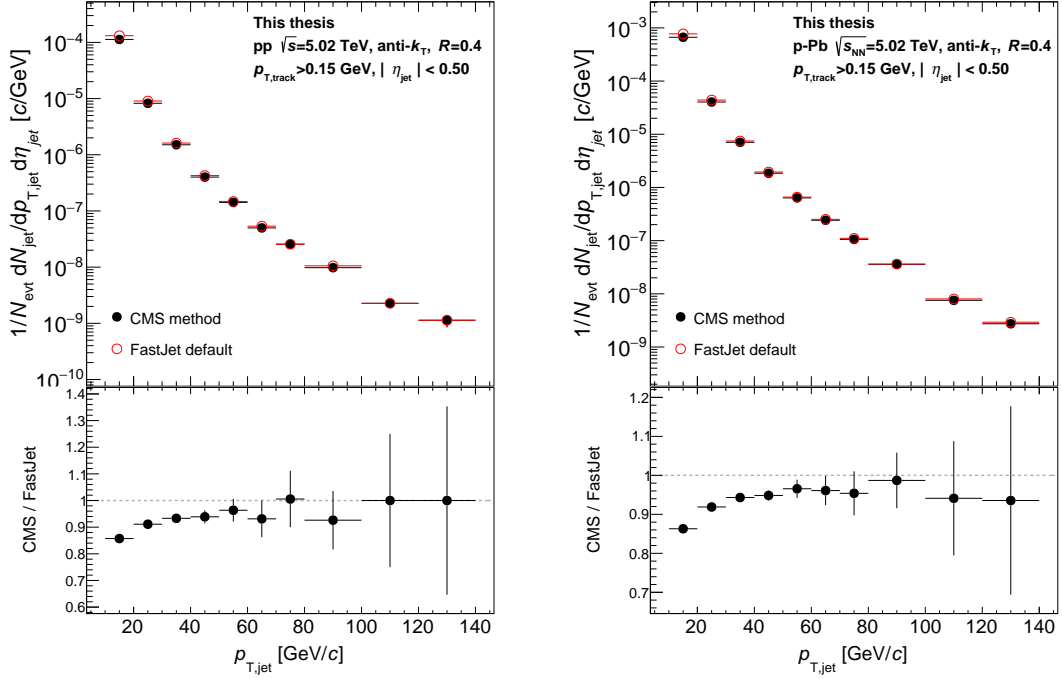 This thesis
pp √s=5.02 TeV, anti-kT, R=0.4
pT,track>0.15 GeV, | ηjet | < 0.50
1/Nevt dNjet/dpT,jet dηjet [c/GeV]
10−4
10−5
10−6
10−7
10−8
10−9
10−10
CMS method
FastJet default
CMS / FastJet
1.4
1.3
1.2
1.1
1
0.9
0.8
0.7
0.6
20 40 60 80 100 120 140
pT,jet [GeV/c]
This thesis
p-Pb √sNN=5.02 TeV, anti-kT, R=0.4
pT,track>0.15 GeV, | ηjet | < 0.50
1/Nevt dNjet/dpT,jet dηjet [c/GeV]
10−3
10−4
10−5
10−6
10−7
10−8
10−9
CMS method
FastJet default
CMS / FastJet
1.2
1.1
1
0.9
0.8
0.7
20 40 60 80 100 120 140
pT,jet [GeV/c]